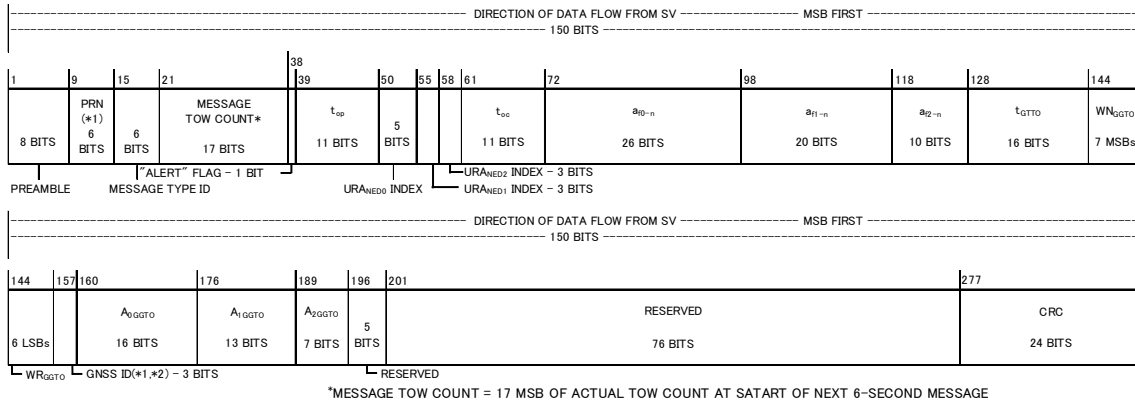 DIRECTION OF DATA FLOW FROM SV MSB FIRST
150 BITS
38
1 9 15 21 39 50 55 58 61 72 98 118 128 144
PRN MESSAGE
(*1) TOW COUNT* t_op t_oc a_f0-n a_f1-n a_f2-n t_GTTO WN_GGTO
8 BITS 6 BITS 6 BITS 17 BITS 11 BITS 5 BITS 11 BITS 26 BITS 20 BITS 10 BITS 16 BITS 7 MSBs
"ALERT" FLAG - 1 BIT URA_NED2 INDEX - 3 BITS
PREAMBLE MESSAGE TYPE ID URA_NED0 INDEX URA_NED1 INDEX - 3 BITS
DIRECTION OF DATA FLOW FROM SV MSB FIRST
150 BITS
144 157 160 176 189 196 201 277
A_0GGTO A_1GGTO A_2GGTO RESERVED CRC
6 LSBs 16 BITS 13 BITS 7 BITS 5 BITS 76 BITS 24 BITS
WR_GGTO GNSS ID(*1,*2) - 3 BITS RESERVED
*MESSAGE TOW COUNT = 17 MSB OF ACTUAL TOW COUNT AT SATART OF NEXT 6-SECOND MESSAGE